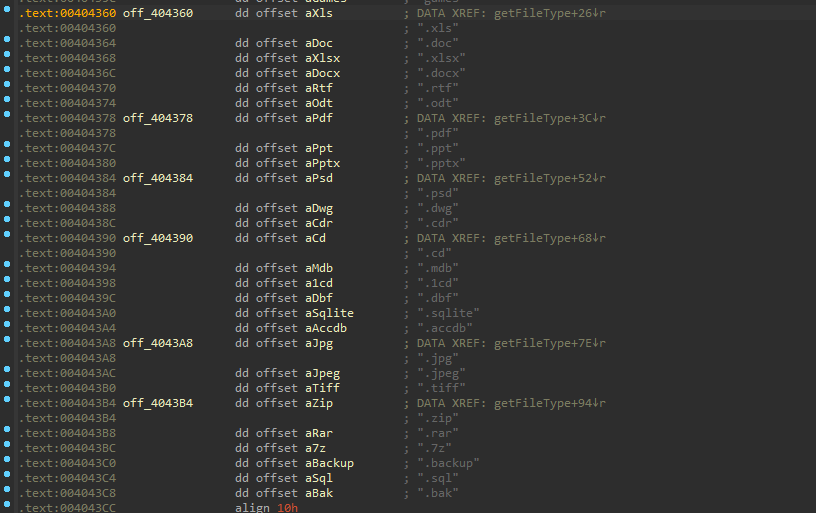 .text:00404360 off_404360 dd offset aXls ; DATA XREF: getFileType+26↓r
.text:00404360 ; ".xls"
.text:00404364 dd offset aDoc ; ".doc"
.text:00404368 dd offset aXlsx ; ".xlsx"
.text:0040436C dd offset aDocx ; ".docx"
.text:00404370 dd offset aRtf ; ".rtf"
.text:00404374 dd offset aOdt ; ".odt"
.text:00404378 off_404378 dd offset aPdf ; DATA XREF: getFileType+3C↓r
.text:00404378 ; ".pdf"
.text:0040437C dd offset aPpt ; ".ppt"
.text:00404380 dd offset aPptx ; ".pptx"
.text:00404384 off_404384 dd offset aPsd ; DATA XREF: getFileType+52↓r
.text:00404384 ; ".psd"
.text:00404388 dd offset aDwg ; ".dwg"
.text:0040438C dd offset aCdr ; ".cdr"
.text:00404390 off_404390 dd offset aCd ; DATA XREF: getFileType+68↓r
.text:00404390 ; ".cd"
.text:00404394 dd offset aMdb ; ".mdb"
.text:00404398 dd offset a1cd ; ".1cd"
.text:0040439C dd offset aDbf ; ".dbf"
.text:004043A0 dd offset aSqlite ; ".sqlite"
.text:004043A4 dd offset aAccdb ; ".accdb"
.text:004043A8 off_4043A8 dd offset aJpg ; DATA XREF: getFileType+7E↓r
.text:004043A8 ; ".jpg"
.text:004043AC dd offset aJpeg ; ".jpeg"
.text:004043B0 dd offset aTiff ; ".tiff"
.text:004043B4 off_4043B4 dd offset aZip ; DATA XREF: getFileType+94↓r
.text:004043B4 ; ".zip"
.text:004043B8 dd offset aRar ; ".rar"
.text:004043BC dd offset a7z ; ".7z"
.text:004043C0 dd offset aBackup ; ".backup"
.text:004043C4 dd offset aSql ; ".sql"
.text:004043C8 dd offset aBak ; ".bak"
.text:004043CC align 10h